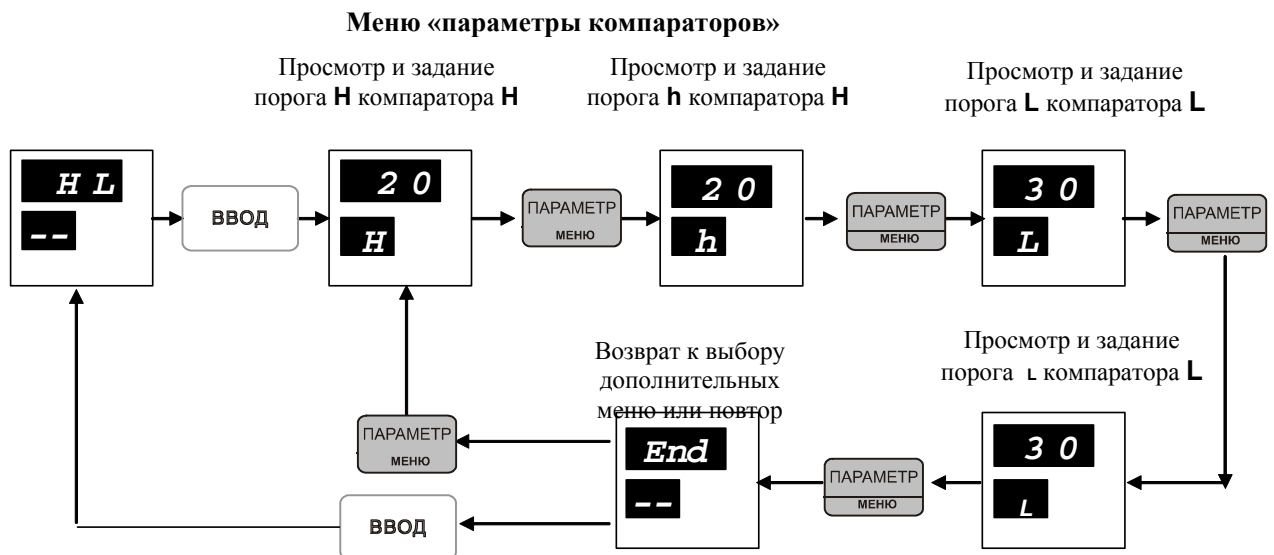 Меню «параметры компараторов»
Просмотр и задание
порога H компаратора H
Просмотр и задание
порога h компаратора H
Просмотр и задание
порога L компаратора L
H L
--
ВВОД
2 0
H
ПАРАМЕТР
МЕНЮ
2 0
h
ПАРАМЕТР
МЕНЮ
3 0
L
ПАРАМЕТР
МЕНЮ
Просмотр и задание
порога ʟ компаратора L
3 0
ʟ
ПАРАМЕТР
МЕНЮ
Возврат к выбору
дополнительных
меню или повтор
End
--
ПАРАМЕТР
МЕНЮ
ВВОД